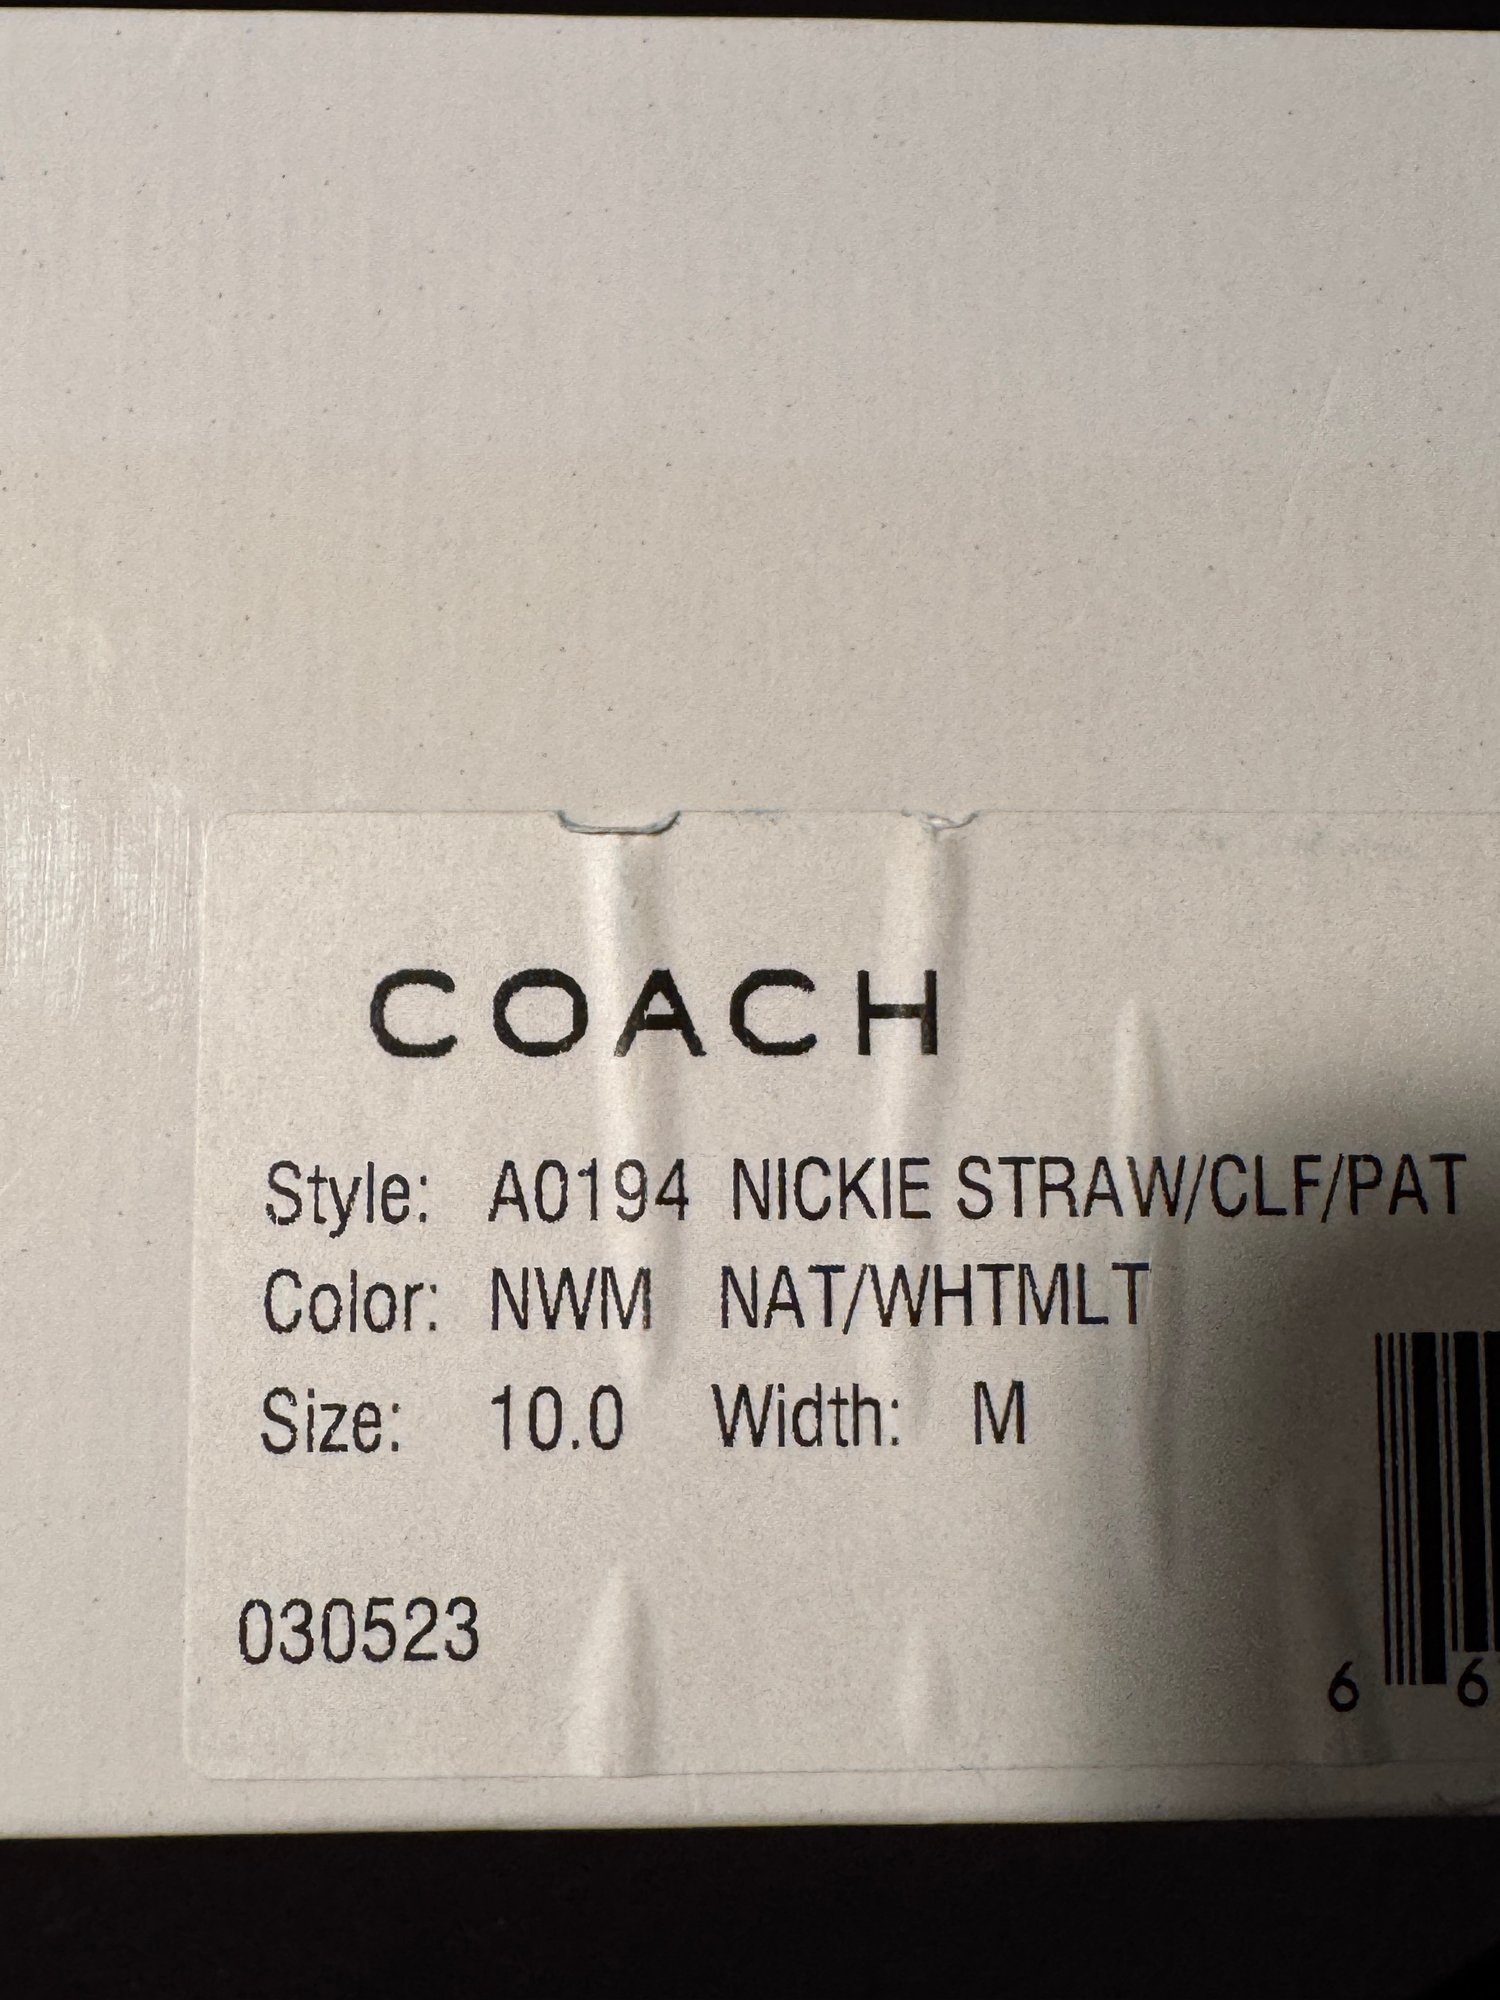 COACH
Style: A0194 NICKIE STRAW/CLF/PAT
Color: NWM NAT/WHTMLT
Size: 10.0 Width: M
030523
6 6